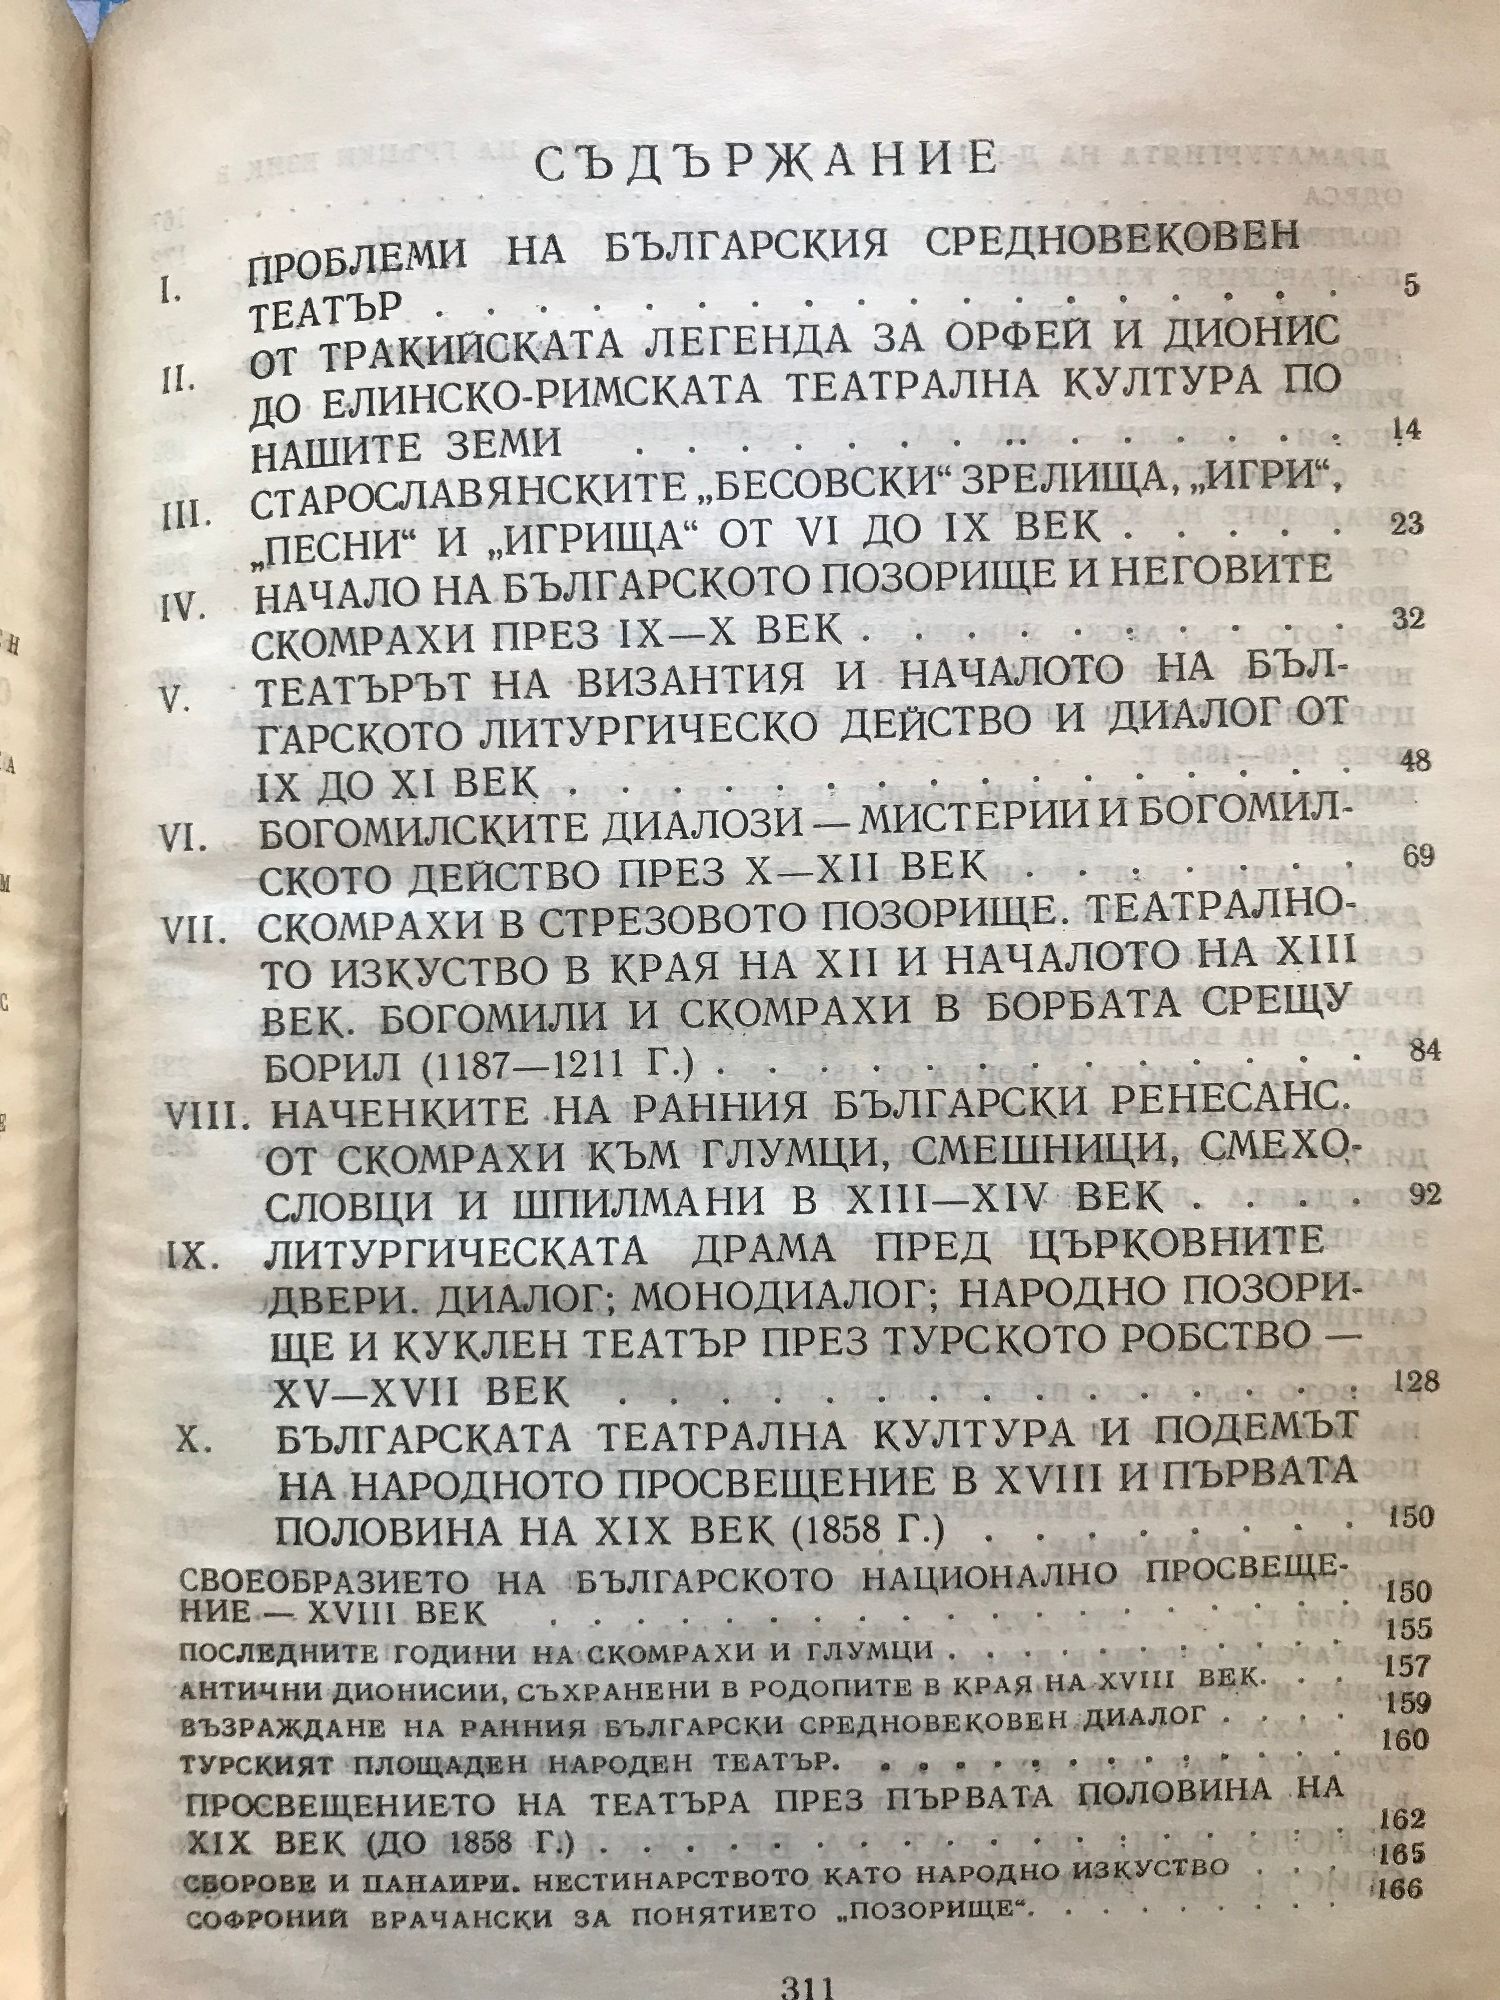 СЪДЪРЖАНИЕ
I. ПРОБЛЕМИ НА БЪЛГАРСКИЯ СРЕДНОВЕКОВЕН
ТЕАТЪР . . . . . . . . . . . . . . . . . . 5
II. ОТ ТРАКИЙСКАТА ЛЕГЕНДА ЗА ОРФЕЙ И ДИОНИС
ДО ЕЛИНСКО-РИМСКАТА ТЕАТРАЛНА КУЛТУРА ПО
НАШИТЕ ЗЕМИ . . . . . . . . . . . . . . 14
III. СТАРОСЛАВЯНСКИТЕ „БЕСОВСКИ“ ЗРЕЛИЩА, „ИГРИ“,
„ПЕСНИ“ И „ИГРИЩА“ ОТ VI ДО IX ВЕК . . . . . 23
IV. НАЧАЛО НА БЪЛГАРСКОТО ПОЗОРИЩЕ И НЕГОВИТЕ
СКОМРАХИ ПРЕЗ IX—X ВЕК . . . . . . . . . . 32
V. ТЕАТЪРЪТ НА ВИЗАНТИЯ И НАЧАЛОТО НА БЪЛ-
ГАРСКОТО ЛИТУРГИЧЕСКО ДЕЙСТВО И ДИАЛОГ ОТ
IX ДО XI ВЕК . . . . . . . . . . . . . . . 48
VI. БОГОМИЛСКИТЕ ДИАЛОЗИ — МИСТЕРИИ И БОГОМИЛ-
СКОТО ДЕЙСТВО ПРЕЗ X—XII ВЕК . . . . . . . 69
VII. СКОМРАХИ В СТРЕЗОВОТО ПОЗОРИЩЕ. ТЕАТРАЛНО-
ТО ИЗКУСТВО В КРАЯ НА XII И НАЧАЛОТО НА XIII
ВЕК. БОГОМИЛИ И СКОМРАХИ В БОРБАТА СРЕЩУ
БОРИЛ (1187—1211 Г.) . . . . . . . . . . . . . 84
VIII. НАЧЕНКИТЕ НА РАННИЯ БЪЛГАРСКИ РЕНЕСАНС.
ОТ СКОМРАХИ КЪМ ГЛУМЦИ, СМЕШНИЦИ, СМЕХО-
СЛОВЦИ И ШПИЛМАНИ В XIII—XIV ВЕК . . . . 92
IX. ЛИТУРГИЧЕСКАТА ДРАМА ПРЕД ЦЪРКОВНИТЕ
ДВЕРИ. ДИАЛОГ; МОНОДИАЛОГ; НАРОДНО ПОЗОРИ-
ЩЕ И КУКЛЕН ТЕАТЪР ПРЕЗ ТУРСКОТО РОБСТВО —
XV—XVII ВЕК . . . . . . . . . . . . . . . 128
X. БЪЛГАРСКАТА ТЕАТРАЛНА КУЛТУРА И ПОДЕМЪТ
НА НАРОДНОТО ПРОСВЕЩЕНИЕ В XVIII И ПЪРВАТА
ПОЛОВИНА НА XIX ВЕК (1858 Г.) . . . . . . . . 150
СВОЕОБРАЗИЕТО НА БЪЛГАРСКОТО НАЦИОНАЛНО ПРОСВЕЩЕ-
НИЕ — XVIII ВЕК . . . . . . . . . . . . . . . . 150
ПОСЛЕДНИТЕ ГОДИНИ НА СКОМРАХИ И ГЛУМЦИ . . . . . . . . . . 155
АНТИЧНИ ДИОНИСИИ, СЪХРАНЕНИ В РОДОПИТЕ В КРАЯ НА XVIII ВЕК. . . 157
ВЪЗРАЖДАНЕ НА РАННИЯ БЪЛГАРСКИ СРЕДНОВЕКОВЕН ДИАЛОГ . . . . 159
ТУРСКИЯТ ПЛОЩАДЕН НАРОДЕН ТЕАТЪР. . . . . . . . . . . . . 160
ПРОСВЕЩЕНИЕТО НА ТЕАТЪРА ПРЕЗ ПЪРВАТА ПОЛОВИНА НА
XIX ВЕК (ДО 1858 Г.) . . . . . . . . . . . . . . . . 162
СБОРОВЕ И ПАНАИРИ. НЕСТИНАРСТВОТО КАТО НАРОДНО ИЗКУСТВО . . . 165
СОФРОНИЙ ВРАЧАНСКИ ЗА ПОНЯТИЕТО „ПОЗОРИЩЕ“. . . . . . . . . 166
311